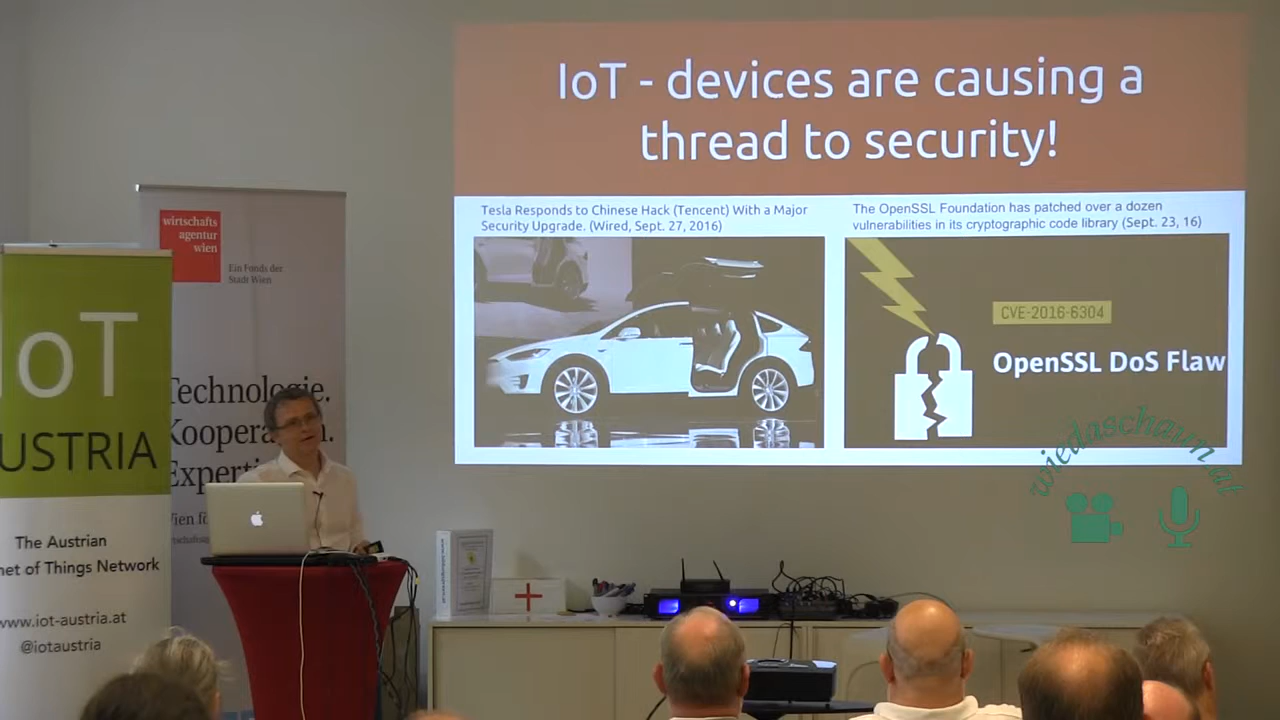 IoT - devices are causing a
thread to security!
Tesla Responds to Chinese Hack (Tencent) With a Major
Security Upgrade. (Wired, Sept. 27, 2016)
The OpenSSL Foundation has patched over a dozen
vulnerabilities in its cryptographic code library (Sept. 23, 16)
CVE-2016-6304
OpenSSL DoS Flaw
wiedaschaun.at
wirtschafts
agentur
wien
Ein Fonds der
Stadt Wien
Technologie.
IoT
USTRIA
The Austrian
net of Things Network
www.iot-austria.at
@iotaustria